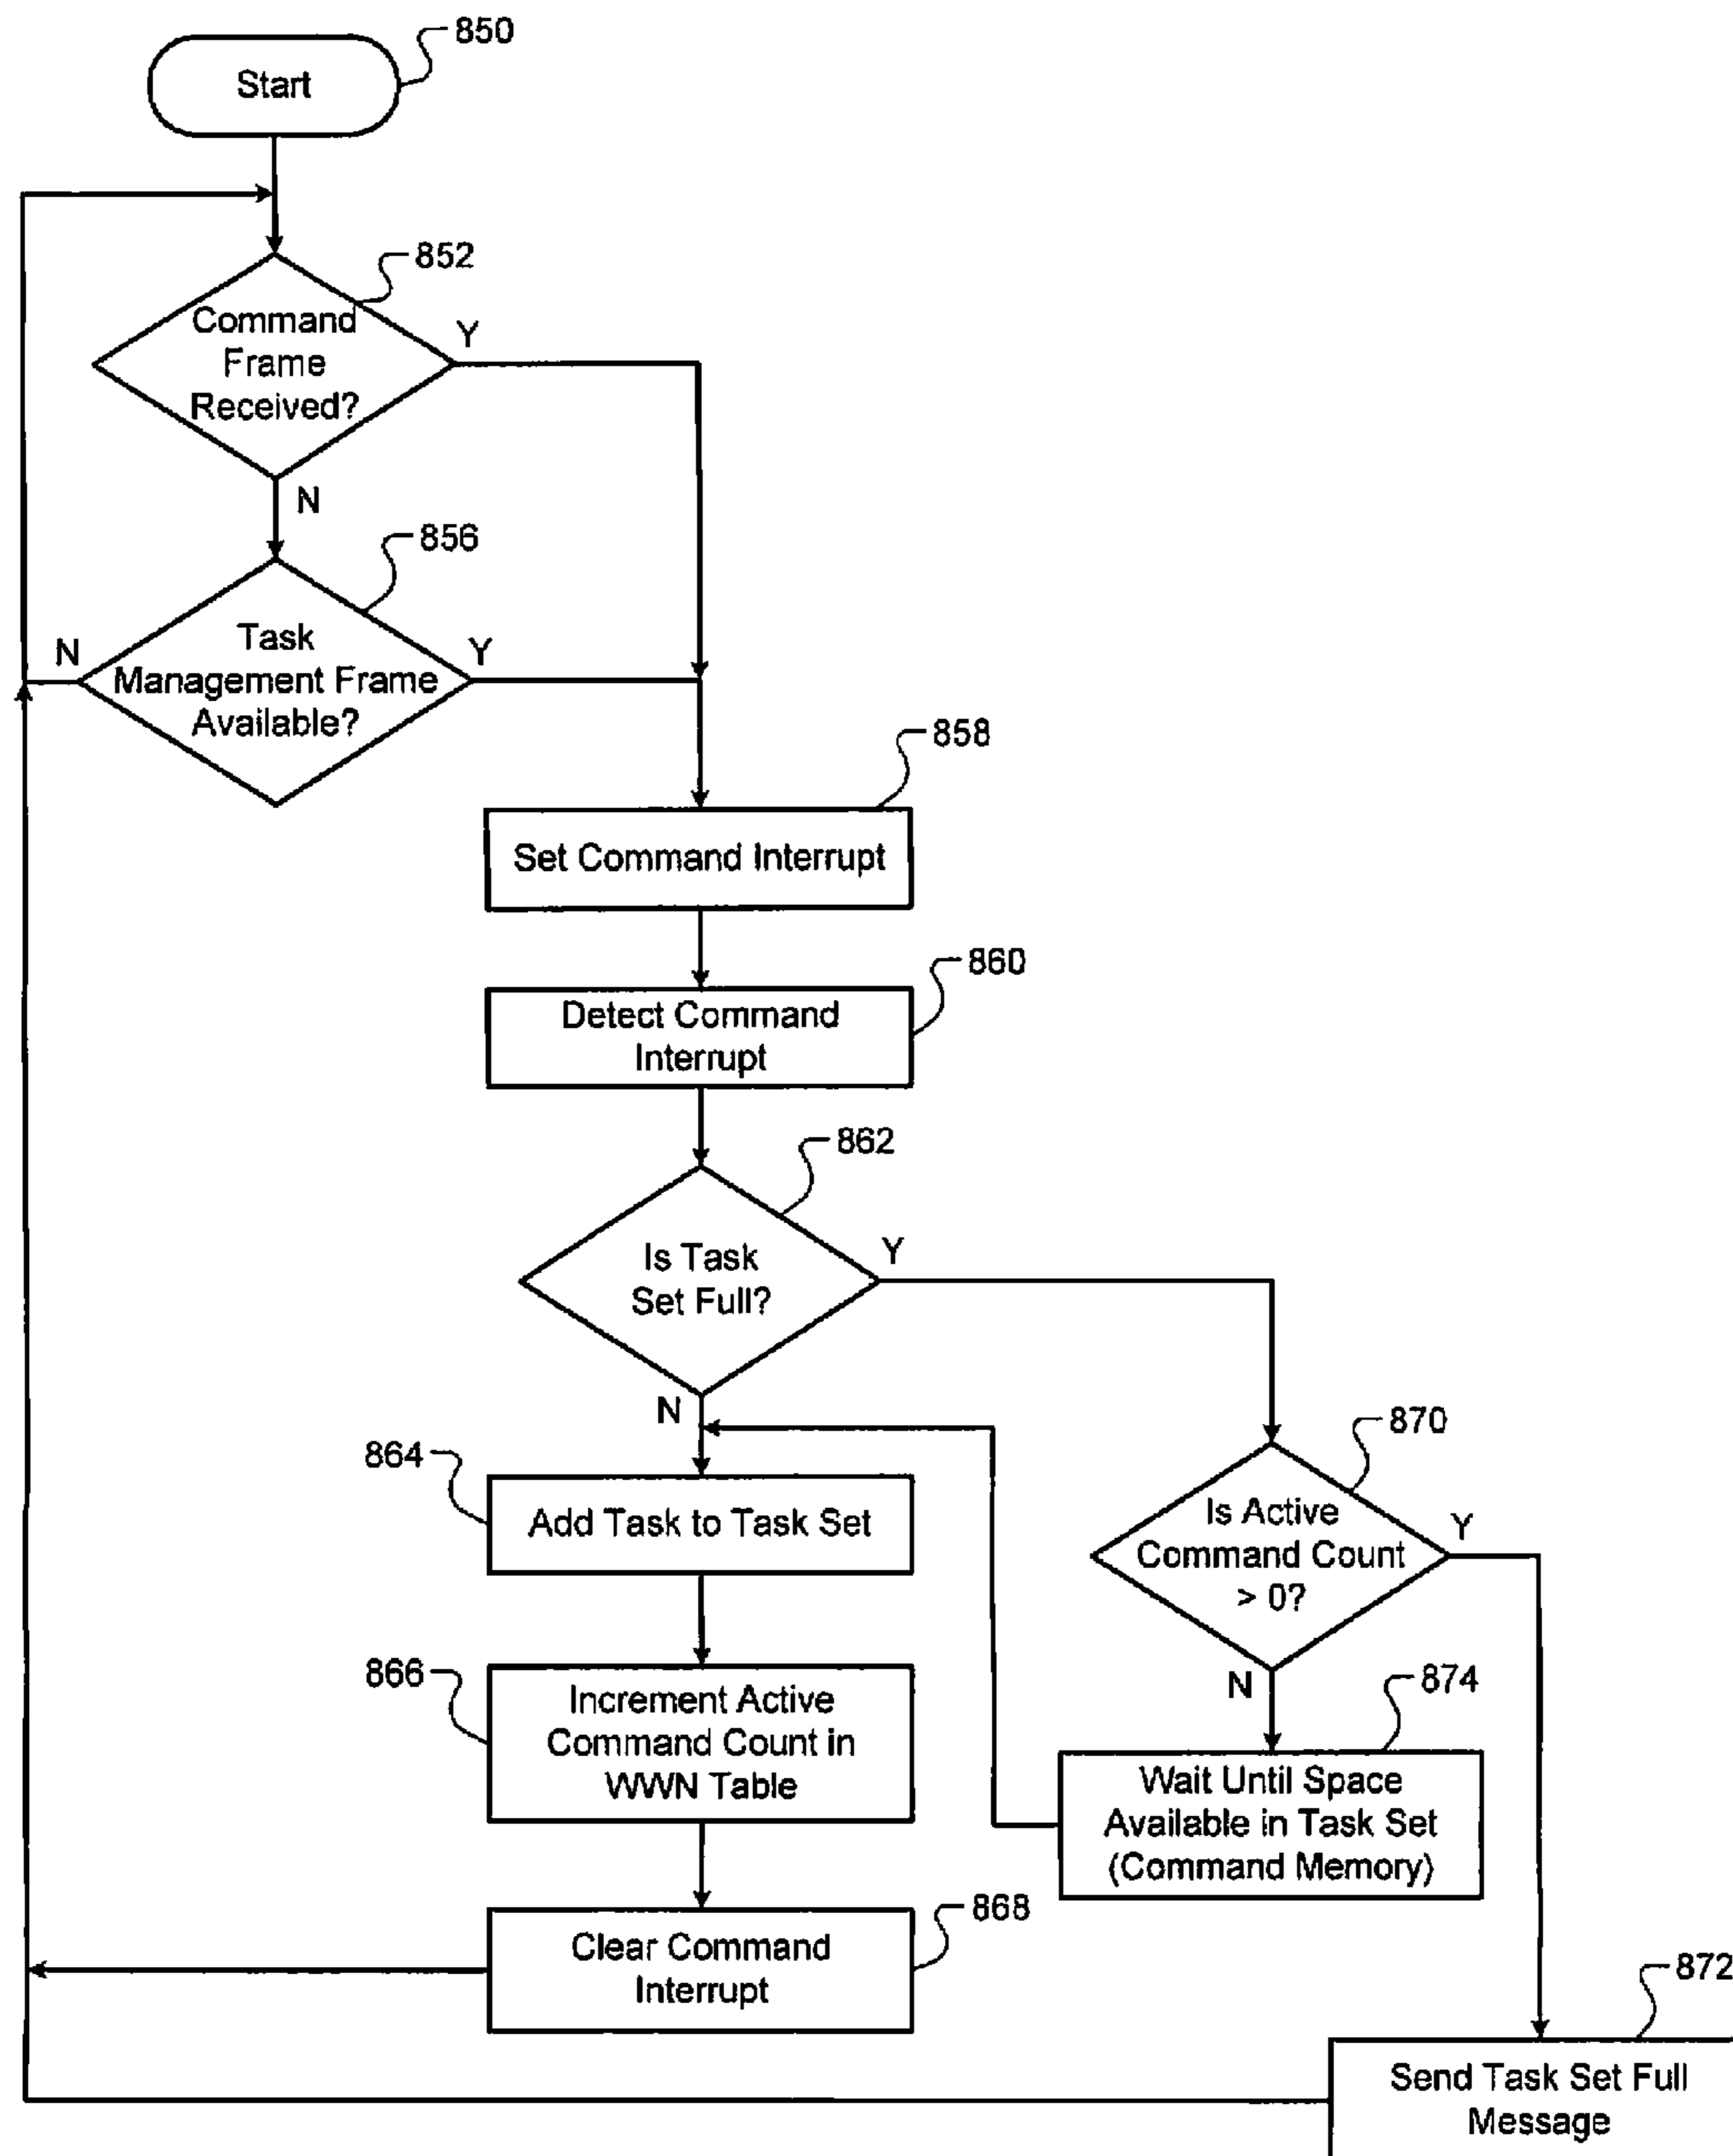 850
Start
852
Command
Frame
Received?
Y
N
856
Task
Management Frame
Available?
N
Y
858
Set Command Interrupt
860
Detect Command
Interrupt
862
Is Task
Set Full?
Y
N
864
Add Task to Task Set
870
Is Active
Command Count
> 0?
Y
N
866
Increment Active
Command Count in
WWN Table
874
Wait Until Space
Available in Task Set
(Command Memory)
868
Clear Command
Interrupt
872
Send Task Set Full
Message